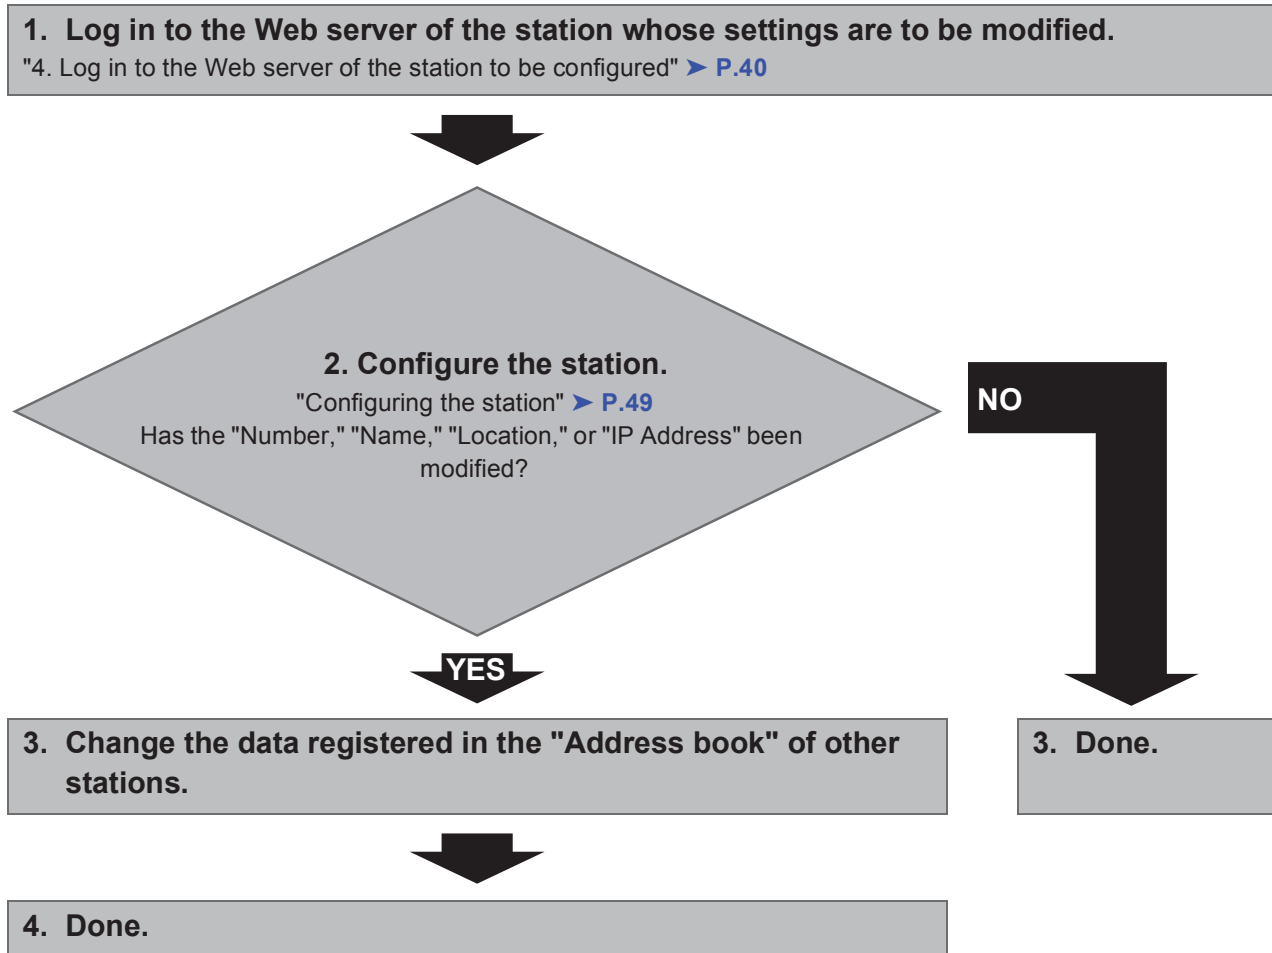 1. Log in to the Web server of the station whose settings are to be modified.
"4. Log in to the Web server of the station to be configured" ➤ P.40
2. Configure the station.
"Configuring the station" ➤ P.49
Has the "Number," "Name," "Location," or "IP Address" been
modified?
NO
YES
3. Change the data registered in the "Address book" of other
stations.
3. Done.
4. Done.